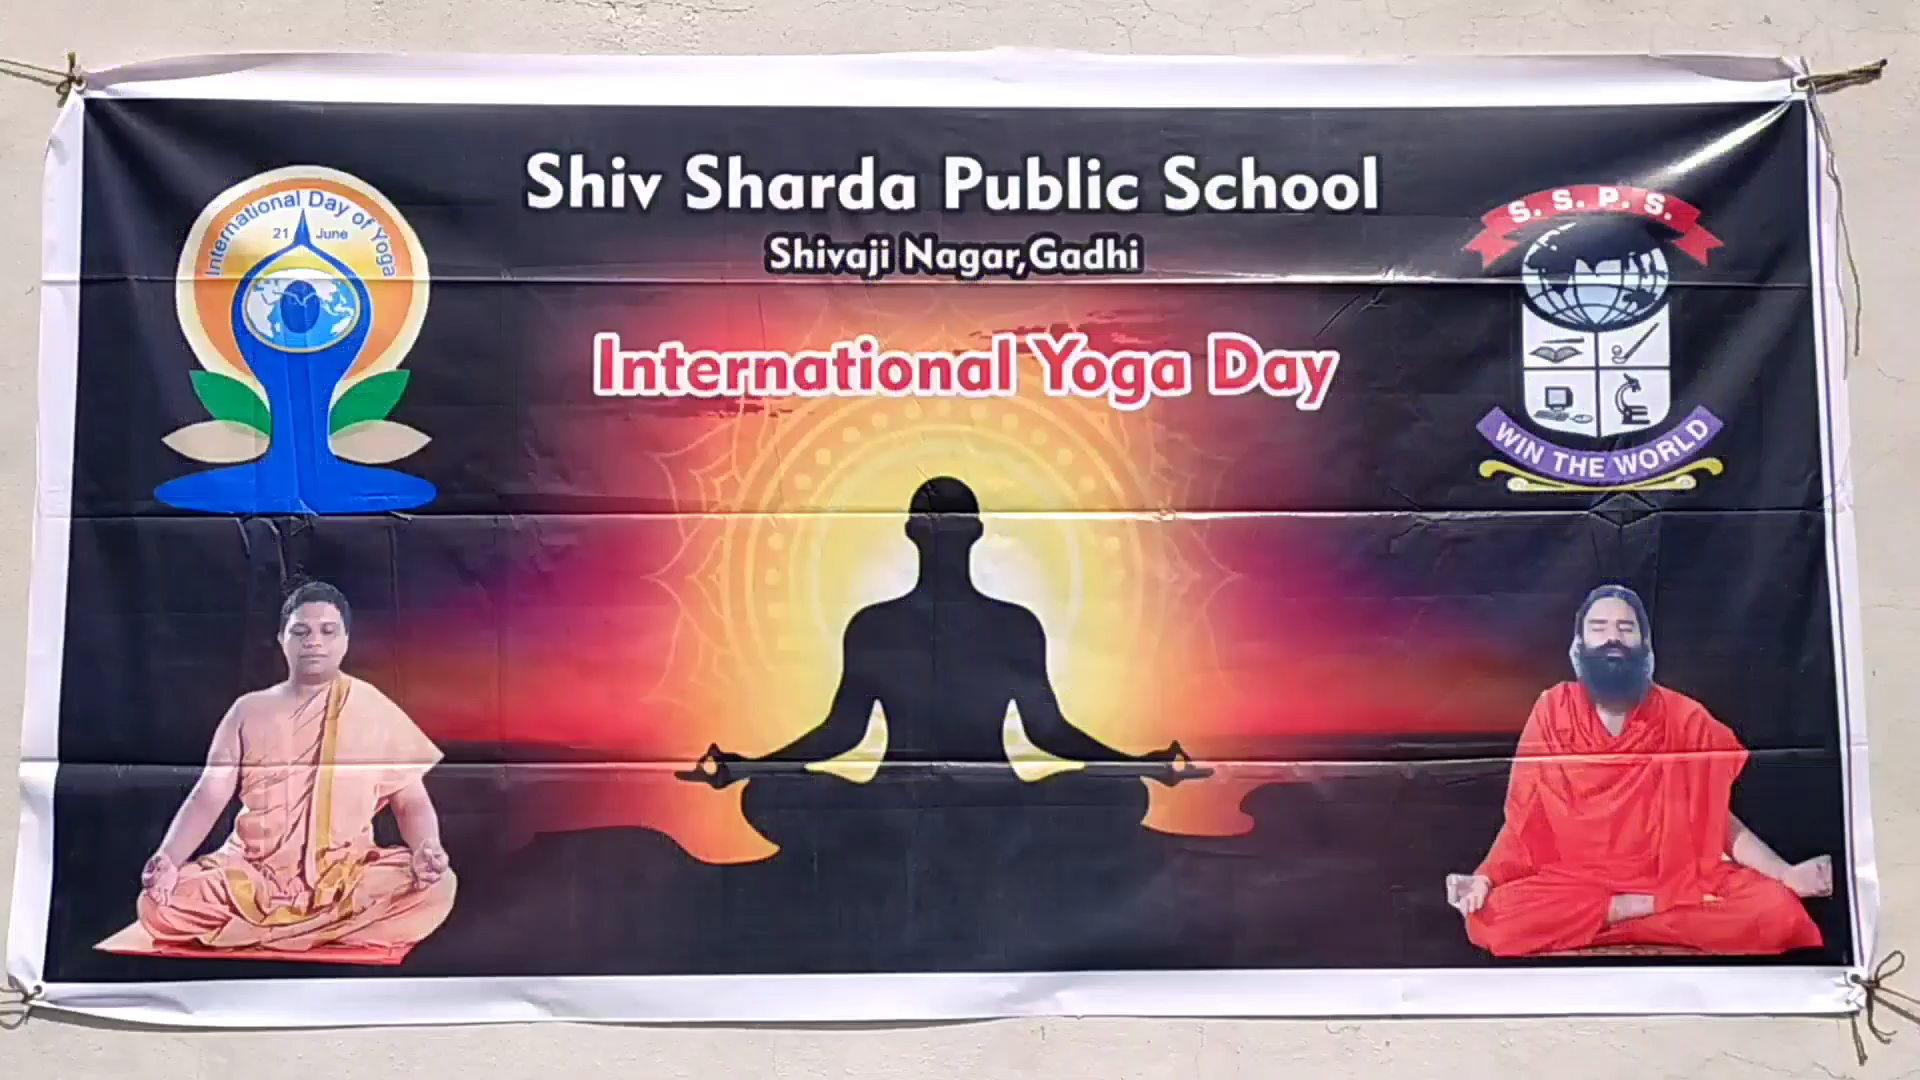 Shiv Sharda Public School
Shivaji Nagar,Gadhi
International Yoga Day
International Day of Yoga
21 June
S. S. P. S.
WIN THE WORLD